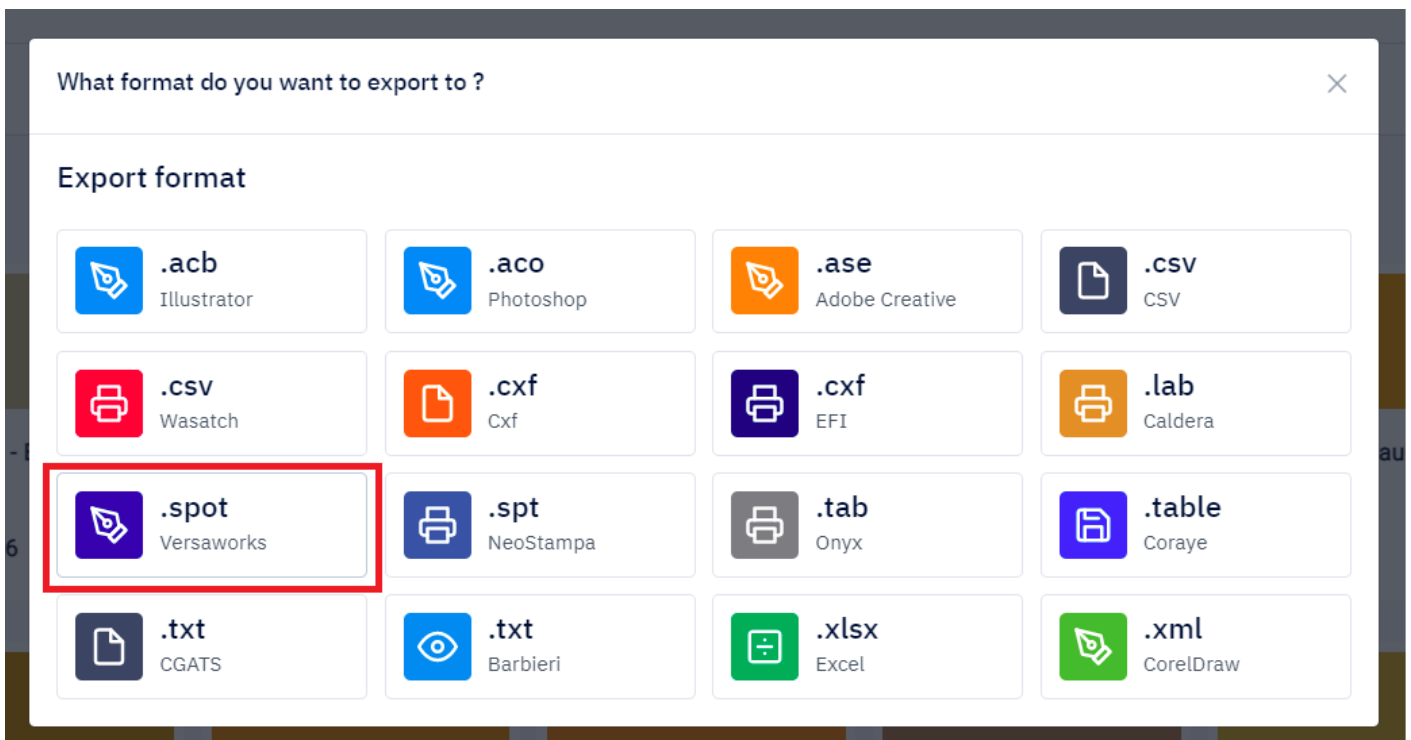 What format do you want to export to ?
Export format
.acb
Illustrator
.aco
Photoshop
.ase
Adobe Creative
.csv
CSV
.csv
Wasatch
.cxf
Cxf
.cxf
EFI
.lab
Caldera
.spot
Versaworks
.spt
NeoStampa
.tab
Onyx
.table
Coraye
.txt
CGATS
.txt
Barbieri
.xlsx
Excel
.xml
CorelDraw
6
au